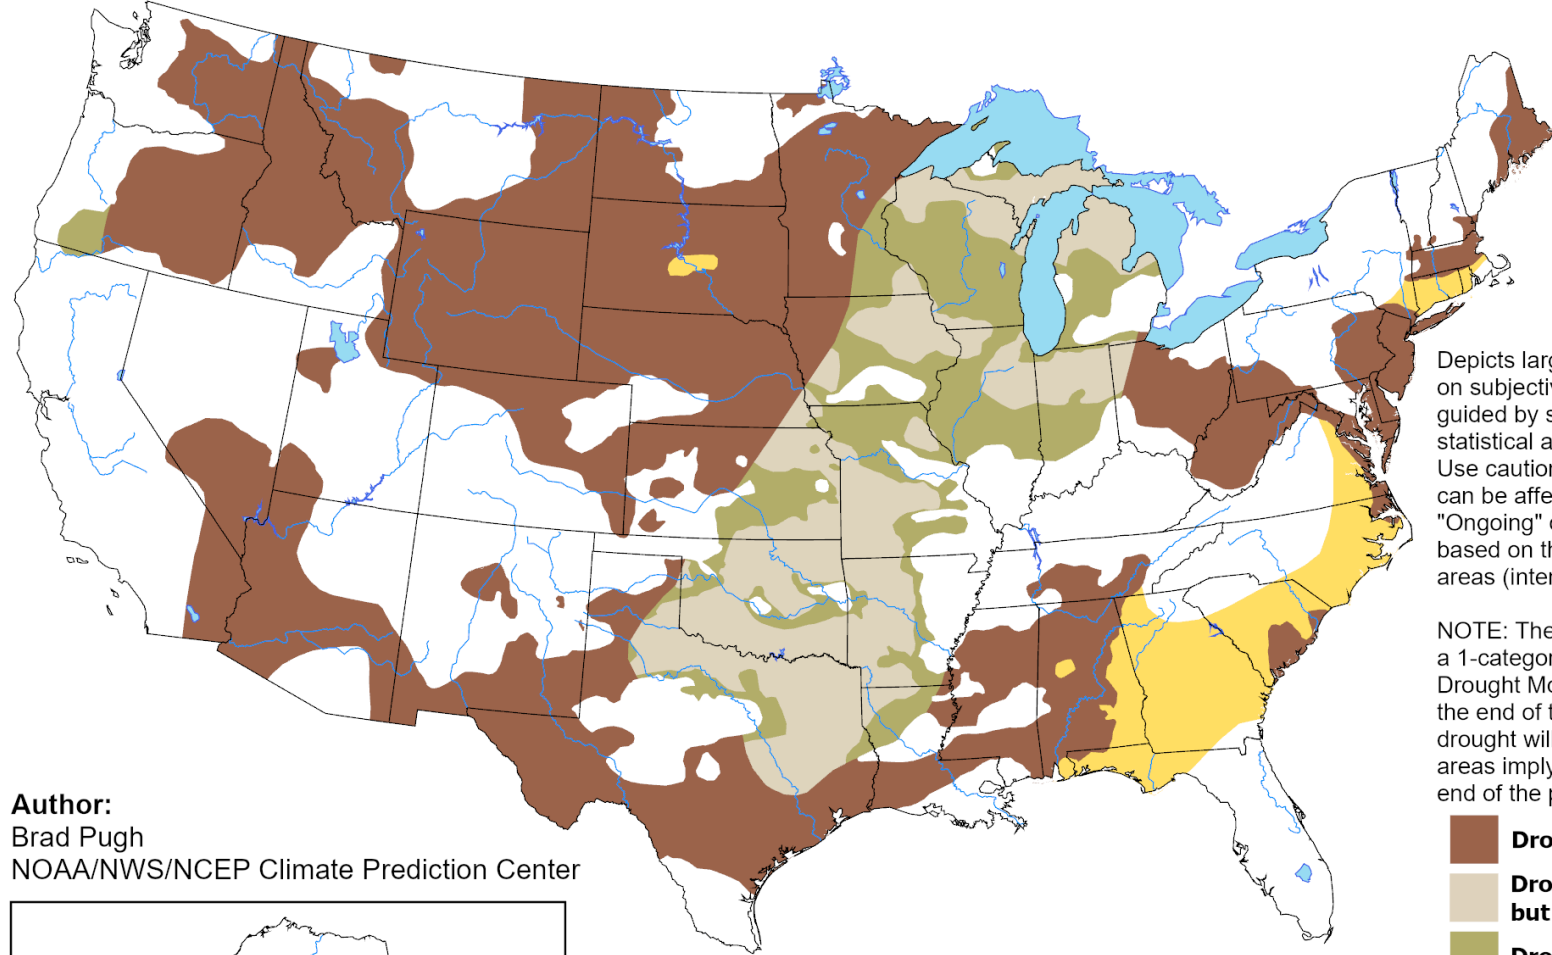 Depicts larg
on subjectiv
guided by s
statistical a
Use caution
can be affe
"Ongoing" d
based on th
areas (inter
NOTE: The
a 1-categor
Drought Mo
the end of t
drought wil
areas imply
end of the p
Author:
Brad Pugh
NOAA/NWS/NCEP Climate Prediction Center
Dro
Dro
but
Dro